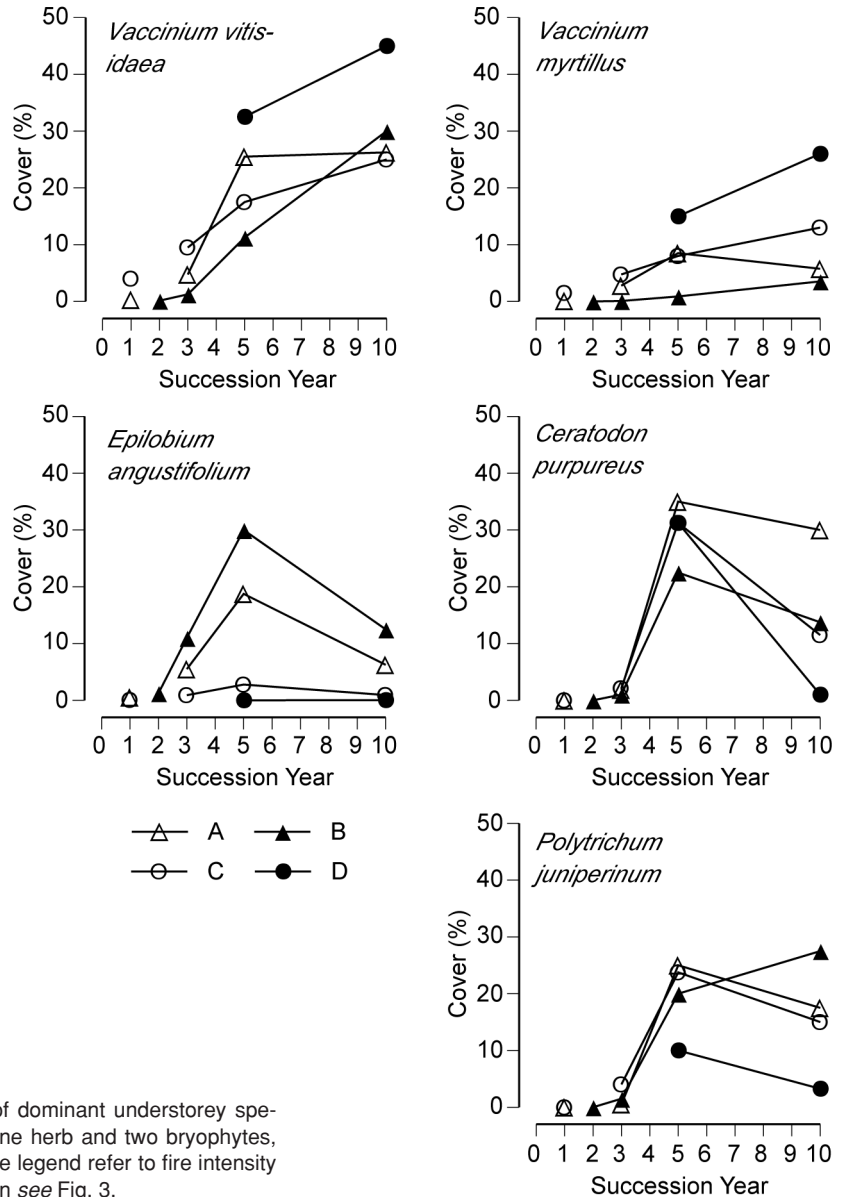 Vaccinium vitis-
idaea
50
40
30
20
10
0
Cover (%)
0 1 2 3 4 5 6 7 8 9 10
Succession Year
Vaccinium
myrtillus
50
40
30
20
10
0
Cover (%)
0 1 2 3 4 5 6 7 8 9 10
Succession Year
Epilobium
angustifolium
50
40
30
20
10
0
Cover (%)
0 1 2 3 4 5 6 7 8 9 10
Succession Year
Ceratodon
purpureus
50
40
30
20
10
0
Cover (%)
0 1 2 3 4 5 6 7 8 9 10
Succession Year
A B
C D
Polytrichum
juniperinum
50
40
30
20
10
0
Cover (%)
0 1 2 3 4 5 6 7 8 9 10
Succession Year
of dominant understorey spe-
ne herb and two bryophytes,
e legend refer to fire intensity
n see Fig. 3.